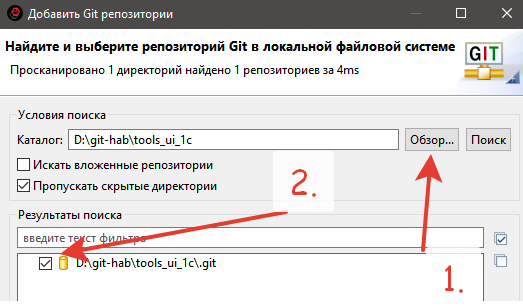 Добавить Git репозитории
Найдите и выберите репозиторий Git в локальной файловой системе
Просканировано 1 директорий найдено 1 репозиториев за 4ms
GIT
Условия поиска
Каталог: D:\git-hab\tools_ui_1c Обзор... Поиск
Искать вложенные репозитории
Пропускать скрытые директории
2.
Результаты поиска
введите текст фильтра
D:\git-hab\tools_ui_1c\.git
1.